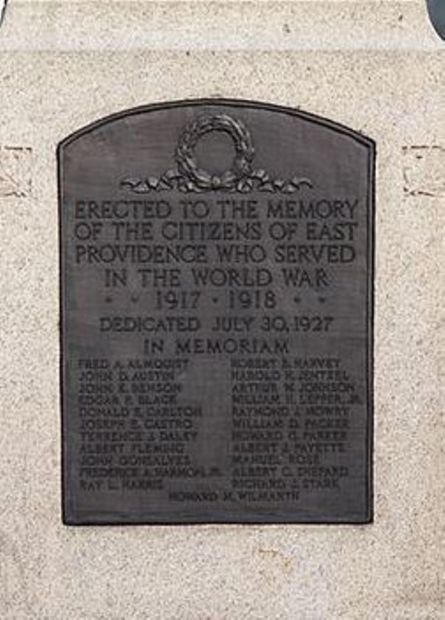 ERECTED TO THE MEMORY
OF THE CITIZENS OF EAST
PROVIDENCE WHO SERVED
IN THE WORLD WAR
1917 · 1918
DEDICATED JULY 30, 1927
IN MEMORIAM
FRED A. ALMQUIST
JOHN D. AUSTIN
JOHN E. BENSON
EDGAR P. BLACK
DONALD E. CARLTON
JOSEPH E. CASTRO
TERRENCE J. DALEY
ALBERT FLEMING
JOHN GONSALVES
FREDERICK A. HARMON, JR.
RAY L. HARRIS
ROBERT E. HARVEY
HAROLD H. JENTZEL
ARTHUR W. JOHNSON
WILLIAM H. LEPPER, JR.
RAYMOND J. MOWRY
WILLIAM D. PACKER
HOWARD G. PARKER
ALBERT J. PAYETTE
MANUEL ROSE
ALBERT C. SHEPARD
RICHARD J. STARK
HOWARD M. WILMARTH